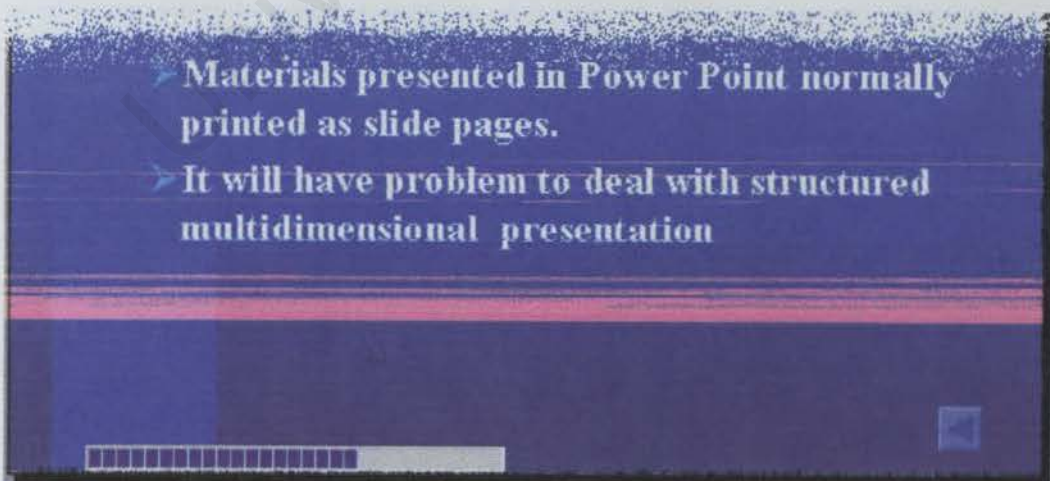 Materials presented in Power Point normally
printed as slide pages.
It will have problem to deal with structured
multidimensional presentation